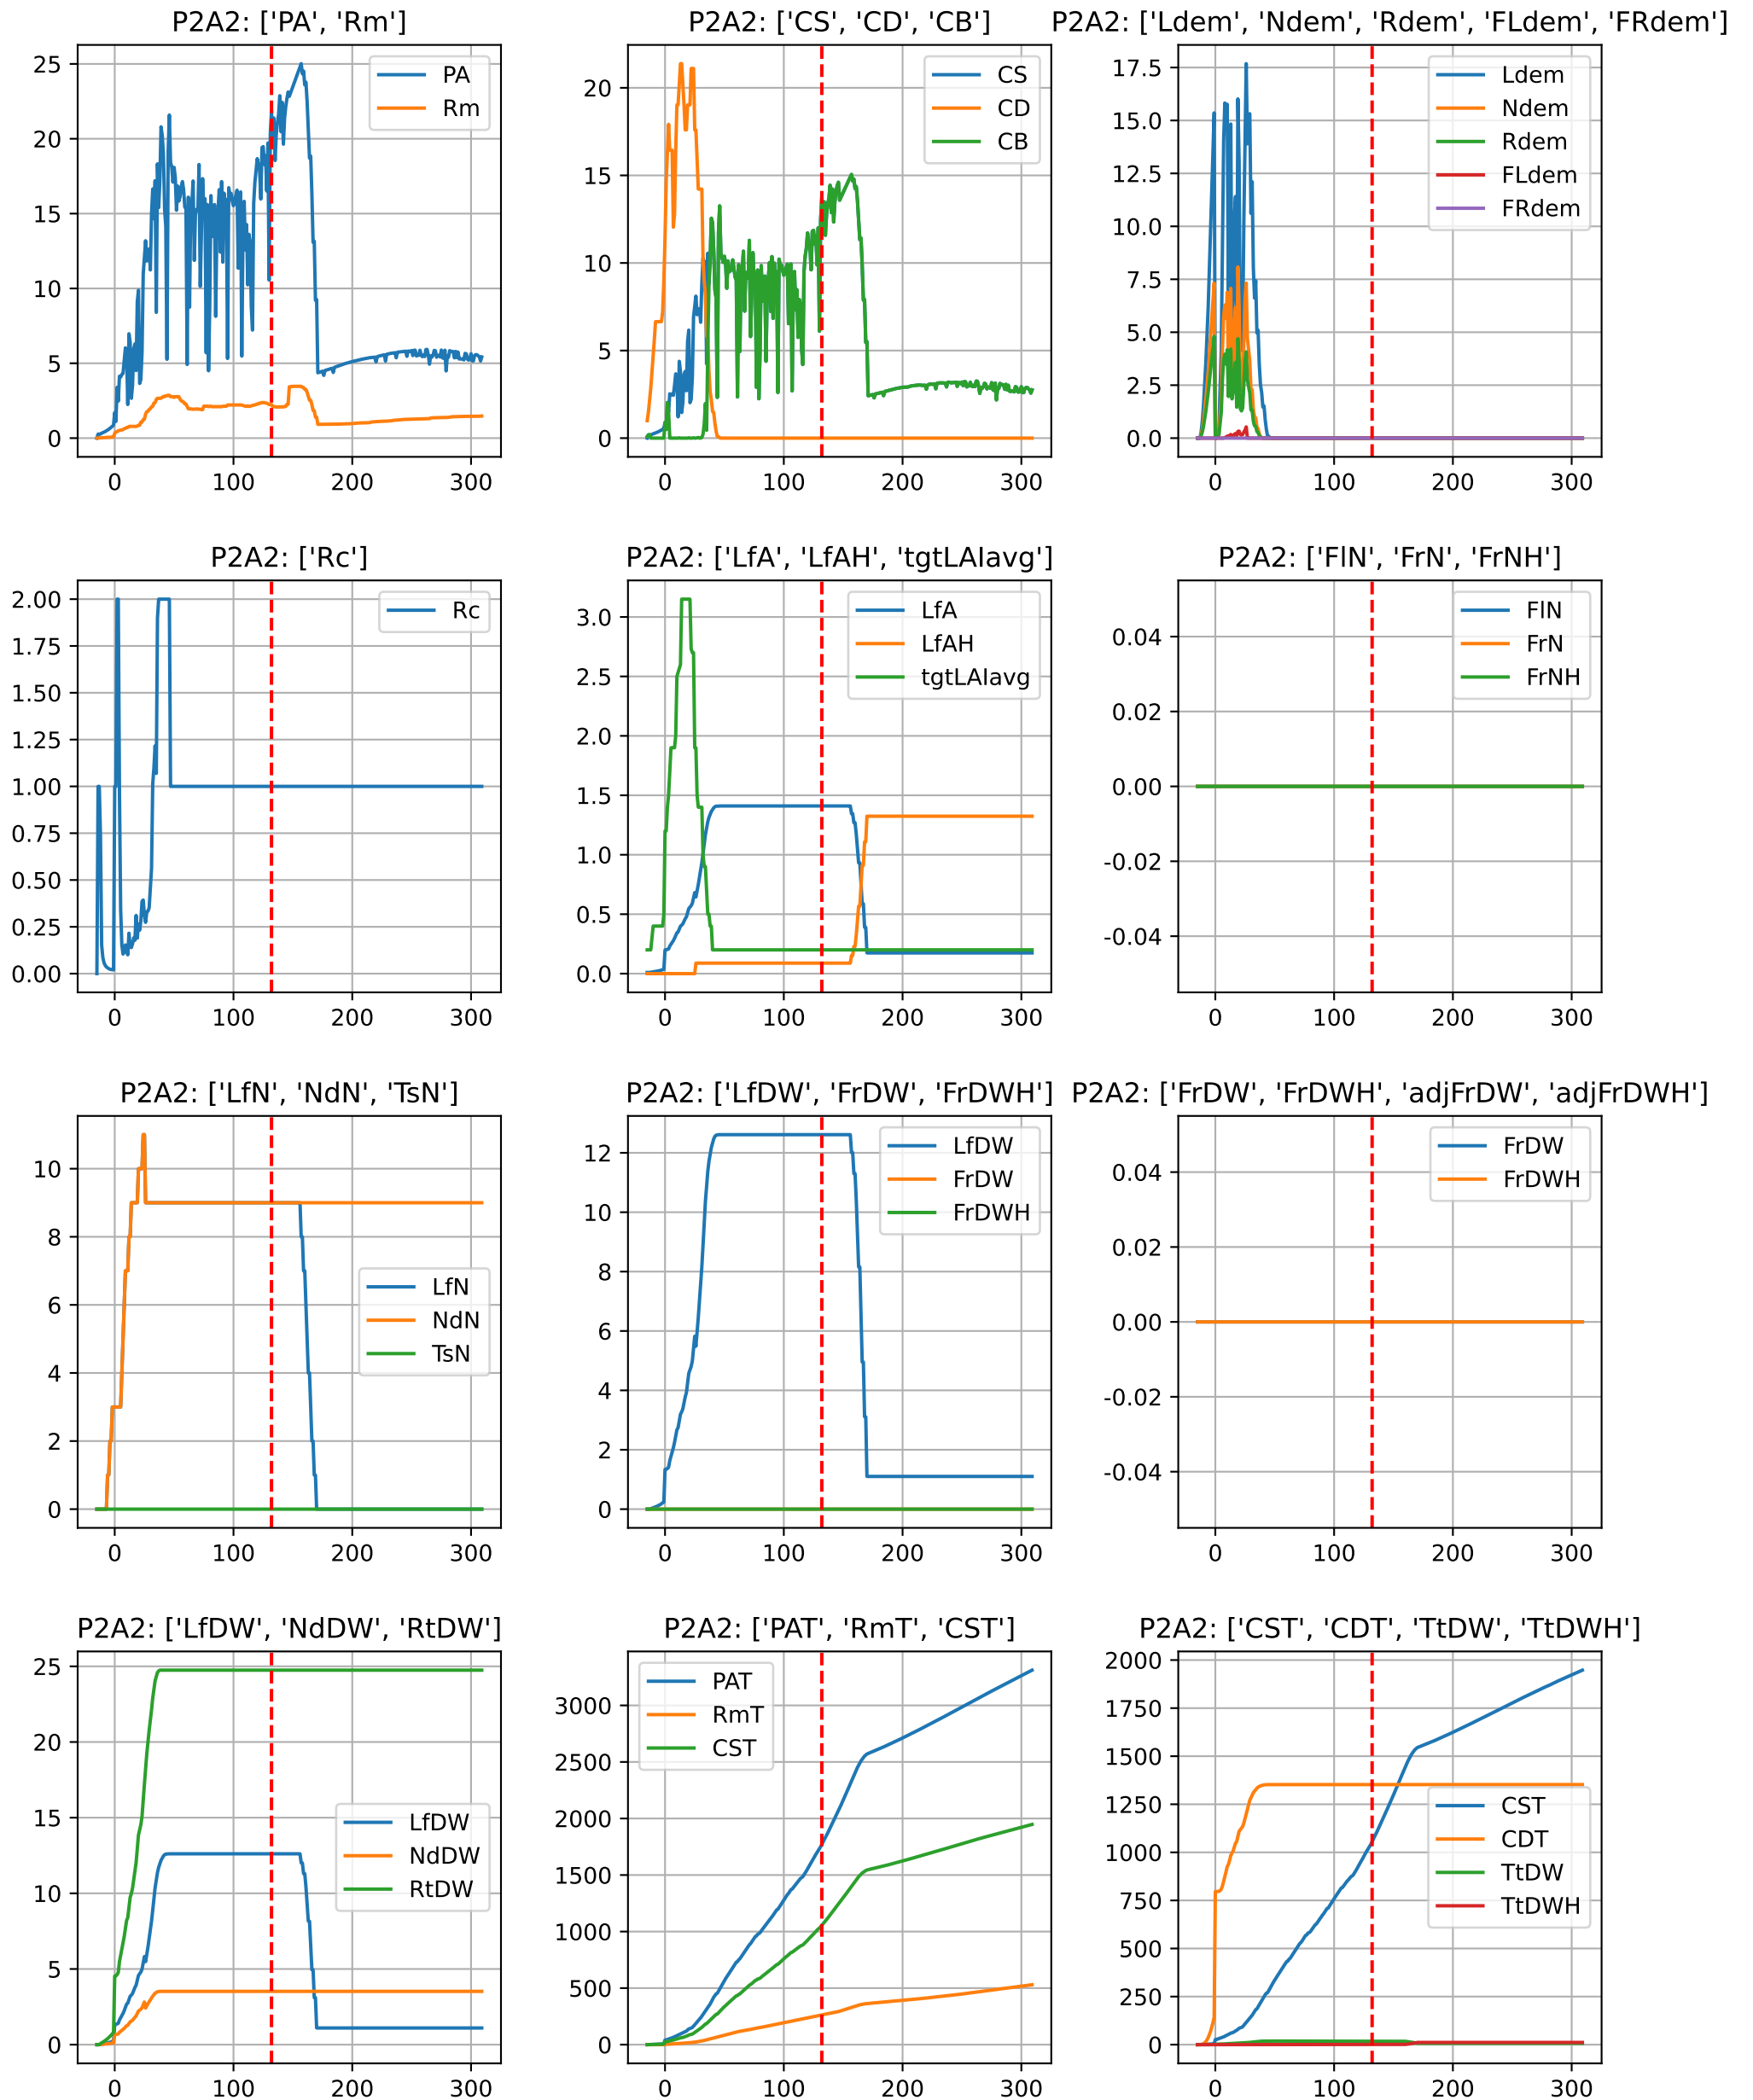 P2A2: ['PA', 'Rm']
25
20
15
10
5
0
0 100 200 300
PA
Rm
P2A2: ['CS', 'CD', 'CB']
20
15
10
5
0
0 100 200 300
CS
CD
CB
P2A2: ['Ldem', 'Ndem', 'Rdem', 'FLdem', 'FRdem']
17.5
15.0
12.5
10.0
7.5
5.0
2.5
0.0
0 100 200 300
Ldem
Ndem
Rdem
FLdem
FRdem
P2A2: ['Rc']
2.00
1.75
1.50
1.25
1.00
0.75
0.50
0.25
0.00
0 100 200 300
Rc
P2A2: ['LfA', 'LfAH', 'tgtLAIavg']
3.0
2.5
2.0
1.5
1.0
0.5
0.0
0 100 200 300
LfA
LfAH
tgtLAIavg
P2A2: ['FlN', 'FrN', 'FrNH']
0.04
0.02
0.00
-0.02
-0.04
0 100 200 300
FlN
FrN
FrNH
P2A2: ['LfN', 'NdN', 'TsN']
10
8
6
4
2
0
0 100 200 300
LfN
NdN
TsN
P2A2: ['LfDW', 'FrDW', 'FrDWH']
12
10
8
6
4
2
0
0 100 200 300
LfDW
FrDW
FrDWH
P2A2: ['FrDW', 'FrDWH', 'adjFrDW', 'adjFrDWH']
0.04
0.02
0.00
-0.02
-0.04
0 100 200 300
FrDW
FrDWH
P2A2: ['LfDW', 'NdDW', 'RtDW']
25
20
15
10
5
0
0 100 200 300
LfDW
NdDW
RtDW
P2A2: ['PAT', 'RmT', 'CST']
3000
2500
2000
1500
1000
500
0
0 100 200 300
PAT
RmT
CST
P2A2: ['CST', 'CDT', 'TtDW', 'TtDWH']
2000
1750
1500
1250
1000
750
500
250
0
0 100 200 300
CST
CDT
TtDW
TtDWH